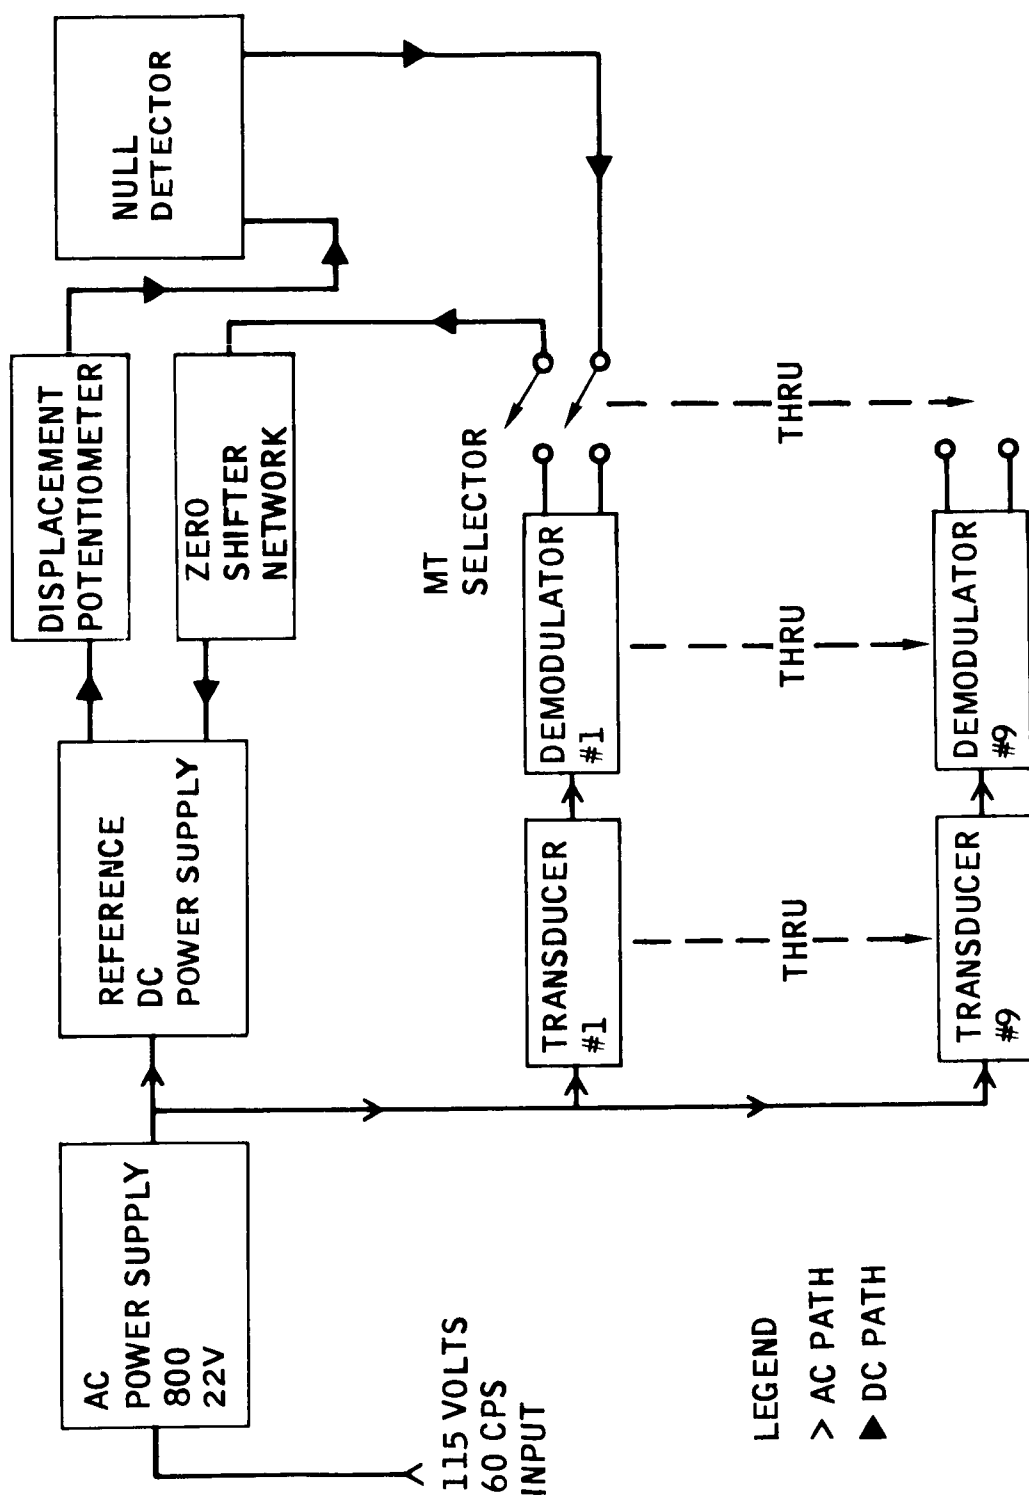 AC
POWER SUPPLY
800
22V
115 VOLTS
60 CPS
INPUT
REFERENCE
DC
POWER SUPPLY
DISPLACEMENT
POTENTIOMETER
ZERO
SHIFTER
NETWORK
NULL
DETECTOR
MT
SELECTOR
TRANSDUCER
#1
DEMODULATOR
#1
THRU
THRU
THRU
TRANSDUCER
#9
DEMODULATOR
#9
LEGEND
> AC PATH
▶ DC PATH